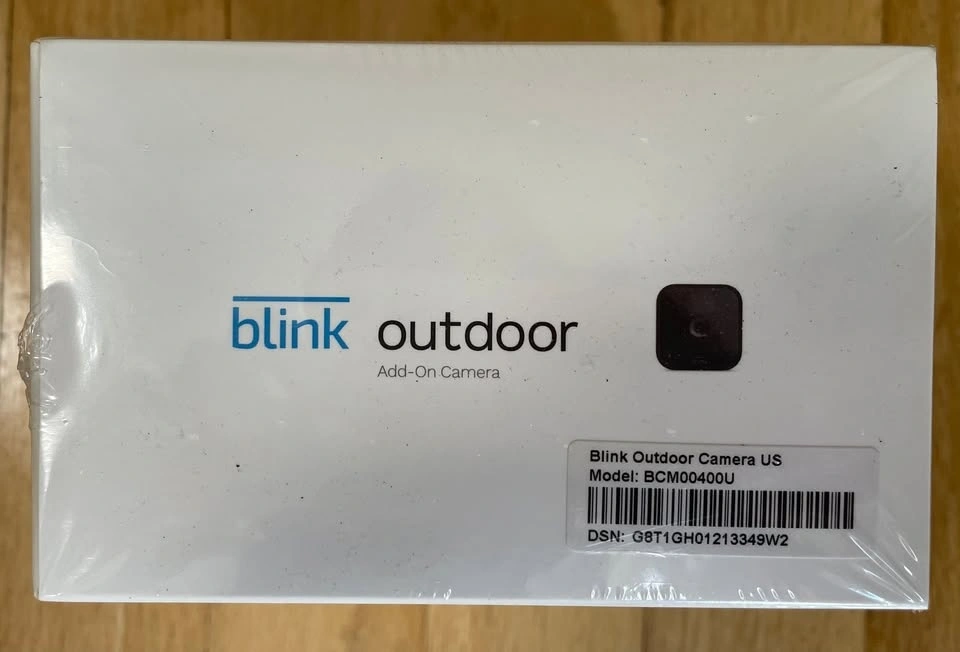 blink outdoor
Add-On Camera
Blink Outdoor Camera US
Model: BCM00400U
DSN: G8T1GH01213349W2